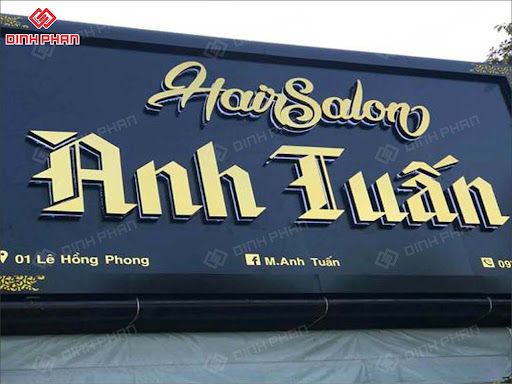 DINH PHAN
Hair Salon
Anh Tuấn
01 Lê Hồng Phong
M.Anh Tuấn